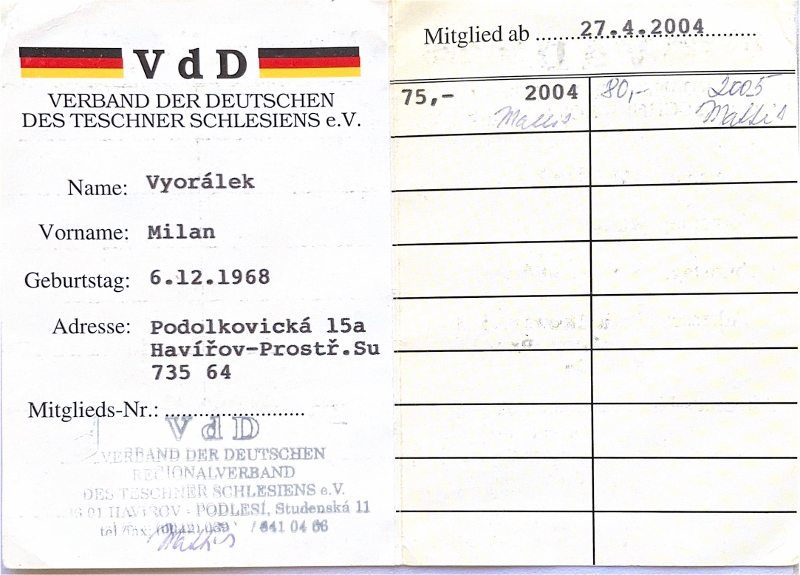 V d D
VERBAND DER DEUTSCHEN
DES TESCHNER SCHLESIENS e.V.
Name: Vyorálek
Vorname: Milan
Geburtstag: 6.12.1968
Adresse: Podolkovická 15a
Havířov-Prostř.Su
735 64
Mitglieds-Nr.: ........................
V d D
VERBAND DER DEUTSCHEN
REGIONALVERBAND
DES TESCHNER SCHLESIENS e.V.
01 HAVÍŘOV - PODLESÍ, Studenská 11
/ 641 04 66
Mitglied ab 27.4.2004
75,- 2004 80,- 2005